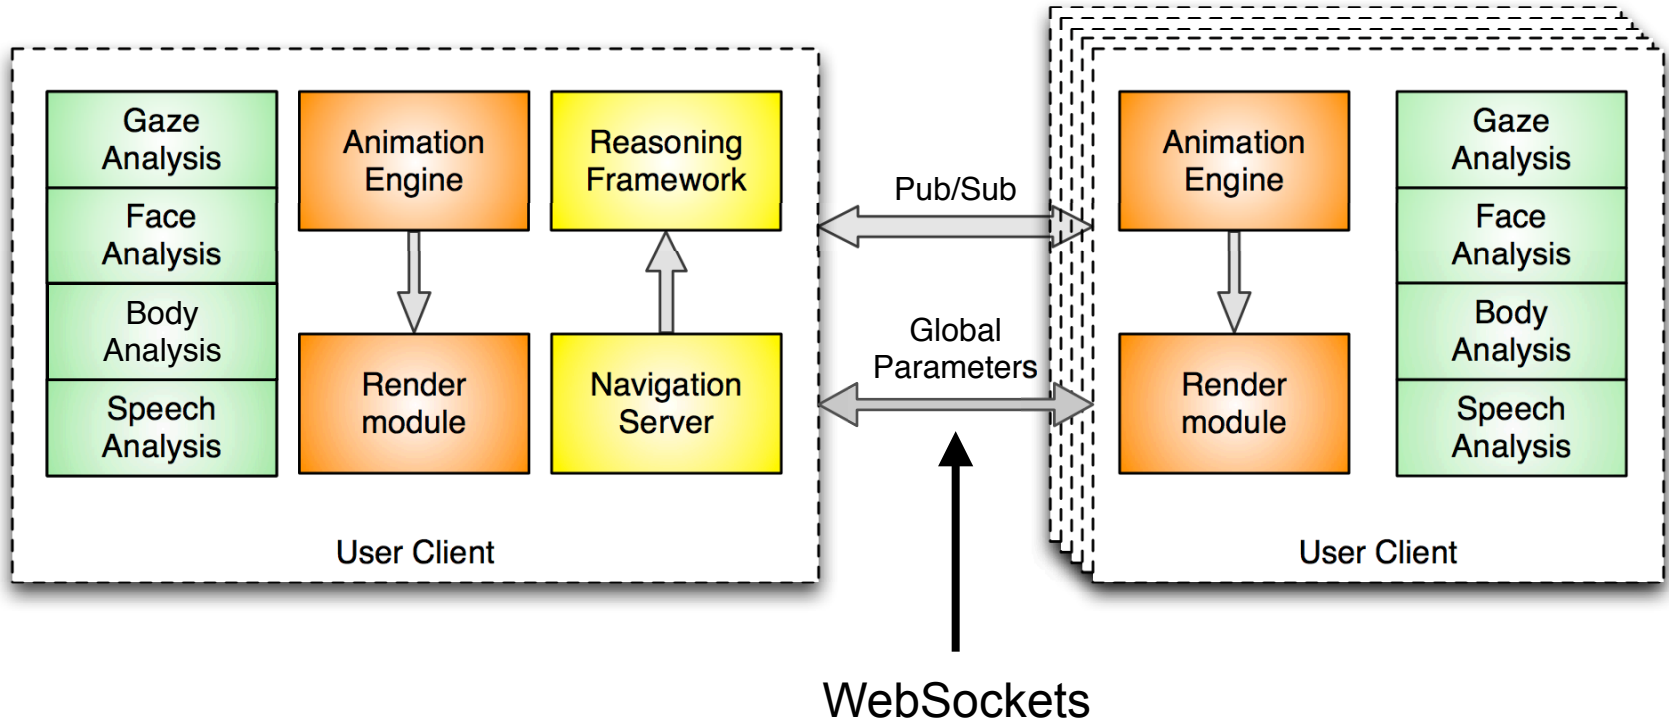 Gaze
Analysis
Face
Analysis
Body
Analysis
Speech
Analysis
Animation
Engine
Render
module
Reasoning
Framework
Navigation
Server
User Client
Pub/Sub
Global
Parameters
WebSockets
Animation
Engine
Render
module
Gaze
Analysis
Face
Analysis
Body
Analysis
Speech
Analysis
User Client